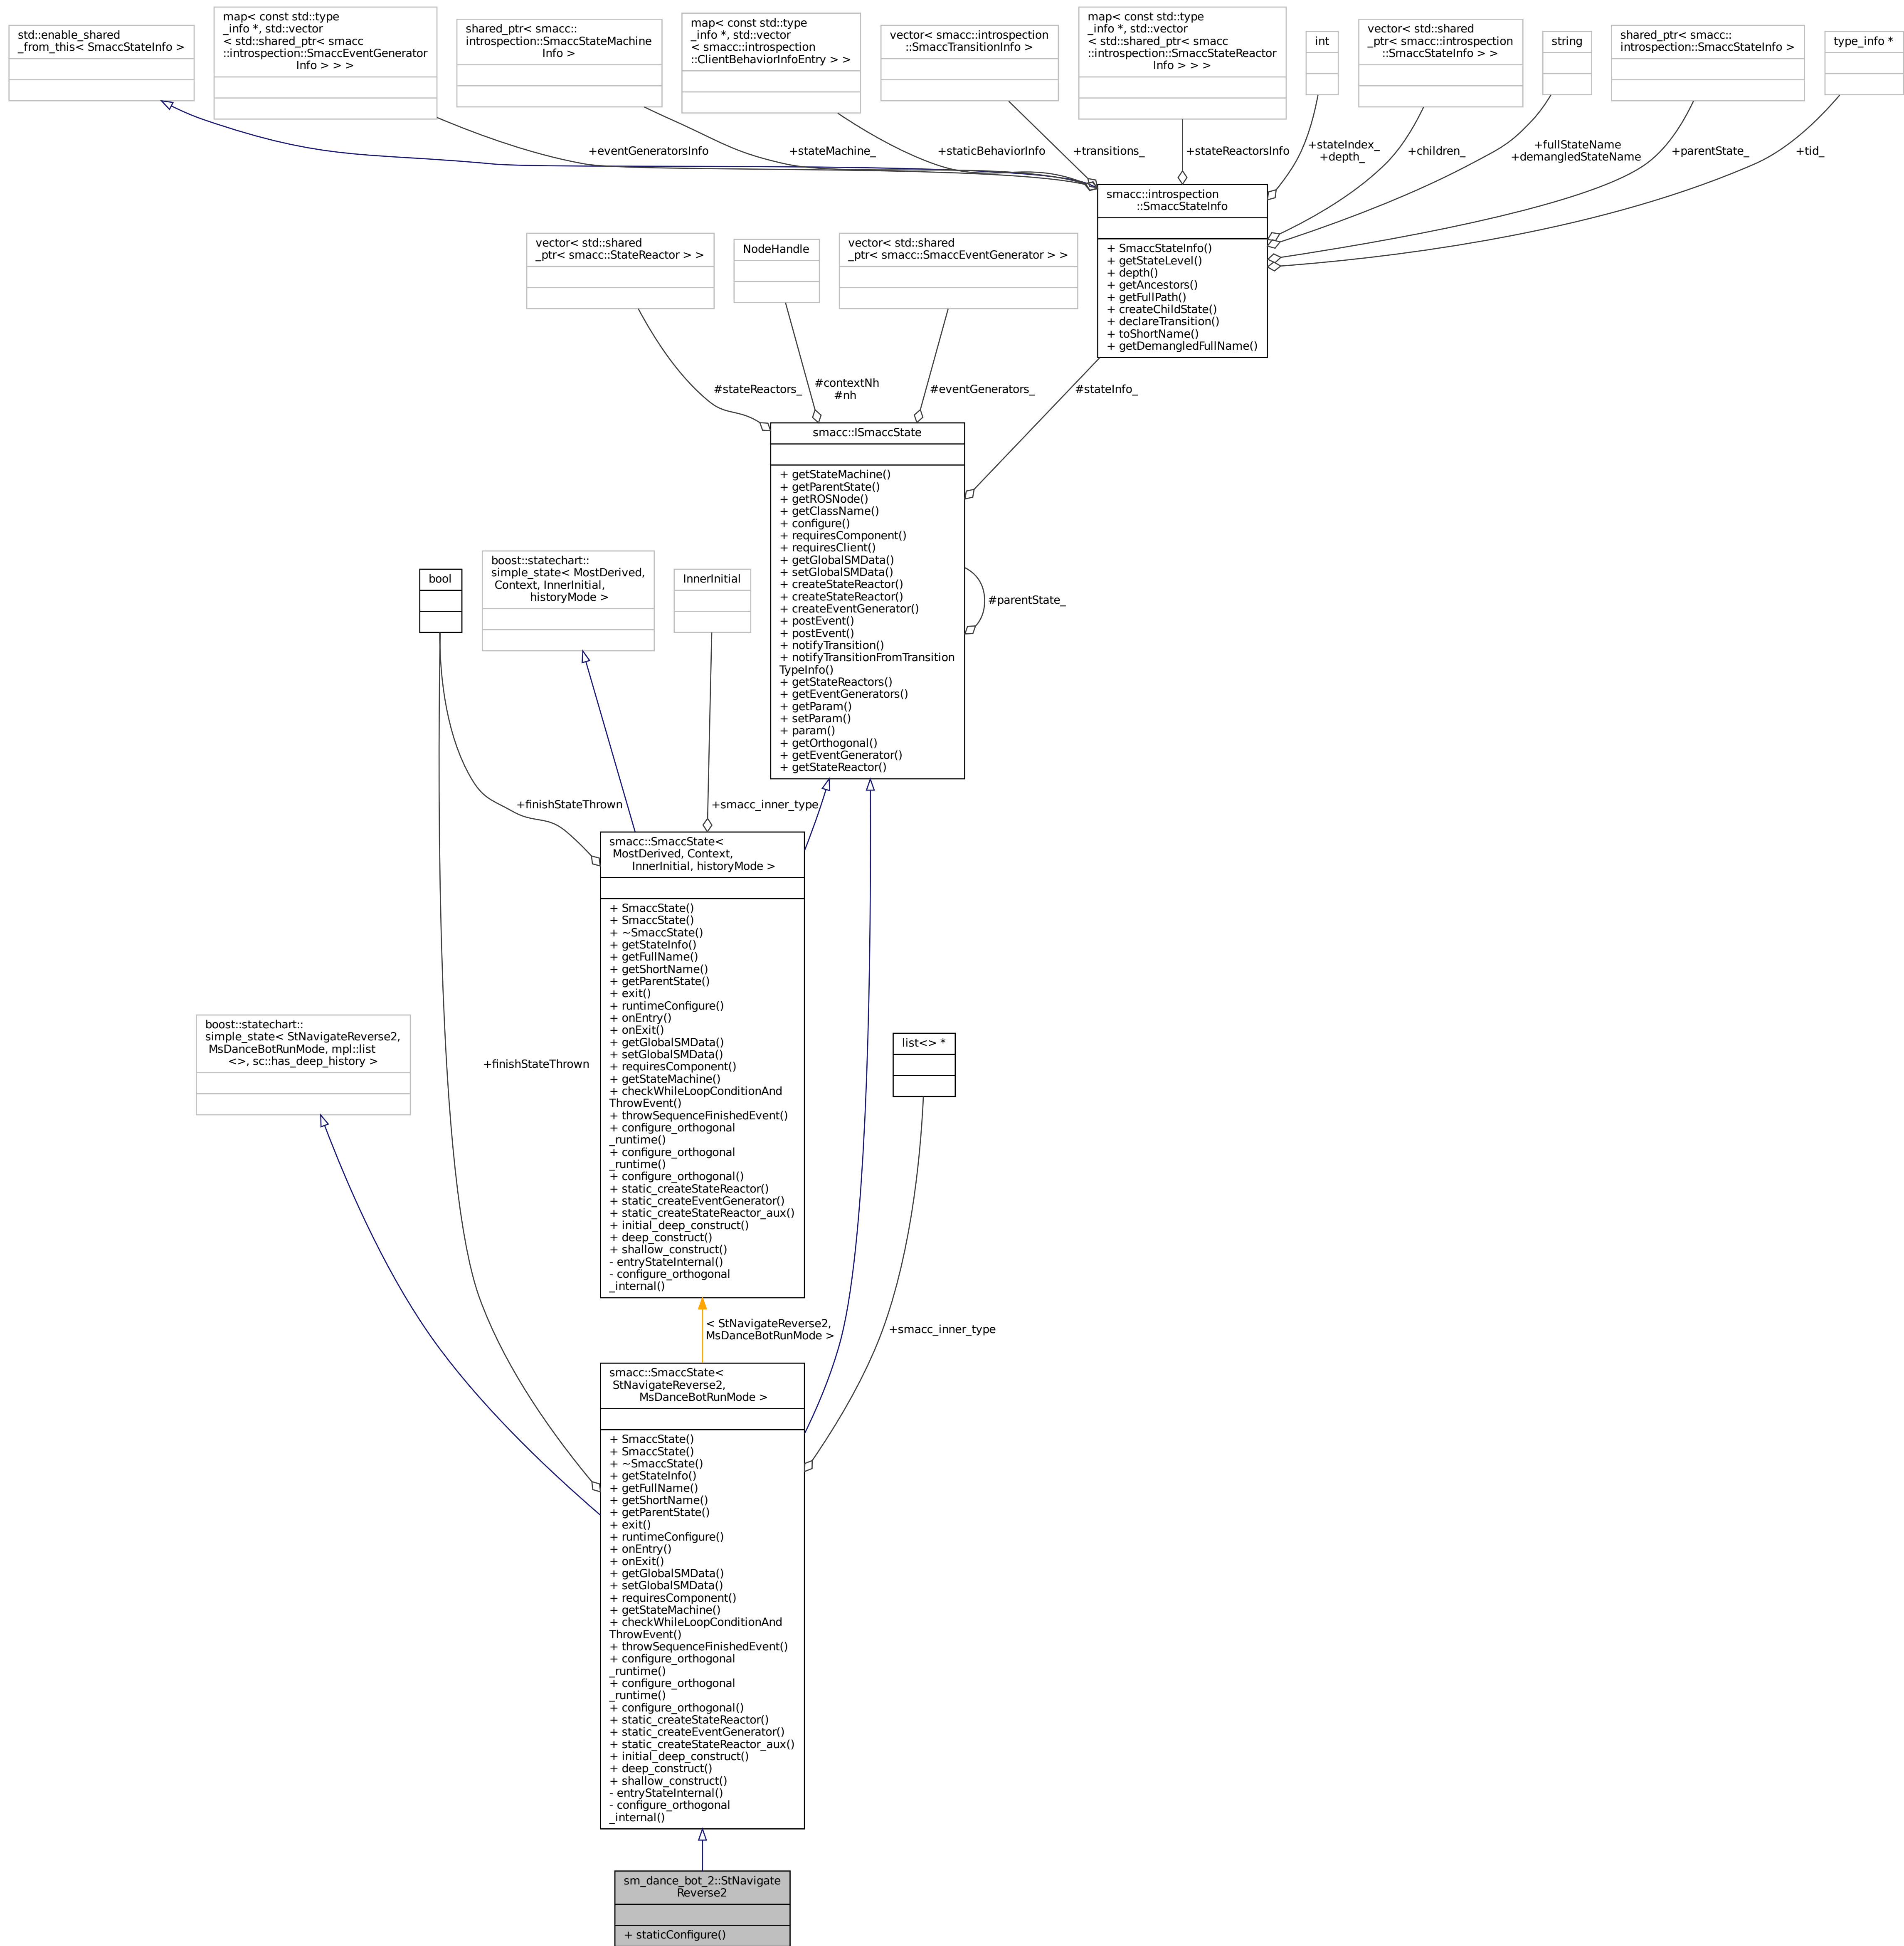 std::enable_shared
_from_this< SmaccStateInfo >
map< const std::type
_info *, std::vector
< std::shared_ptr< smacc
::introspection::SmaccEventGenerator
Info > > >
shared_ptr< smacc::
introspection::SmaccStateMachine
Info >
map< const std::type
_info *, std::vector
< smacc::introspection
::ClientBehaviorInfoEntry > >
vector< smacc::introspection
::SmaccTransitionInfo >
map< const std::type
_info *, std::vector
< std::shared_ptr< smacc
::introspection::SmaccStateReactor
Info > > >
int
vector< std::shared
_ptr< smacc::introspection
::SmaccStateInfo > >
string
shared_ptr< smacc::
introspection::SmaccStateInfo >
type_info *
+eventGeneratorsInfo
+stateMachine_
+staticBehaviorInfo
+transitions_
+stateReactorsInfo
+stateIndex_
+depth_
+children_
+fullStateName
+demangledStateName
+parentState_
+tid_
smacc::introspection
::SmaccStateInfo
+ SmaccStateInfo()
+ getStateLevel()
+ depth()
+ getAncestors()
+ getFullPath()
+ createChildState()
+ declareTransition()
+ toShortName()
+ getDemangledFullName()
vector< std::shared
_ptr< smacc::StateReactor > >
NodeHandle
vector< std::shared
_ptr< smacc::SmaccEventGenerator > >
#stateReactors_
#contextNh
#nh
#eventGenerators_
#stateInfo_
smacc::ISmaccState
+ getStateMachine()
+ getParentState()
+ getROSNode()
+ getClassName()
+ configure()
+ requiresComponent()
+ requiresClient()
+ getGlobalSMData()
+ setGlobalSMData()
+ createStateReactor()
+ createStateReactor()
+ createEventGenerator()
+ postEvent()
+ postEvent()
+ notifyTransition()
+ notifyTransitionFromTransition
TypeInfo()
+ getStateReactors()
+ getEventGenerators()
+ getParam()
+ setParam()
+ param()
+ getOrthogonal()
+ getEventGenerator()
+ getStateReactor()
#parentState_
bool
boost::statechart::
simple_state< MostDerived,
Context, InnerInitial,
historyMode >
InnerInitial
+finishStateThrown
+smacc_inner_type
smacc::SmaccState<
MostDerived, Context,
InnerInitial, historyMode >
+ SmaccState()
+ SmaccState()
+ ~SmaccState()
+ getStateInfo()
+ getFullName()
+ getShortName()
+ getParentState()
+ exit()
+ runtimeConfigure()
+ onEntry()
+ onExit()
+ getGlobalSMData()
+ setGlobalSMData()
+ requiresComponent()
+ getStateMachine()
+ checkWhileLoopConditionAnd
ThrowEvent()
+ throwSequenceFinishedEvent()
+ configure_orthogonal
_runtime()
+ configure_orthogonal
_runtime()
+ configure_orthogonal()
+ static_createStateReactor()
+ static_createEventGenerator()
+ static_createStateReactor_aux()
+ initial_deep_construct()
+ deep_construct()
+ shallow_construct()
- entryStateInternal()
- configure_orthogonal
_internal()
boost::statechart::
simple_state< StNavigateReverse2,
MsDanceBotRunMode, mpl::list
<>, sc::has_deep_history >
+finishStateThrown
list<> *
< StNavigateReverse2,
MsDanceBotRunMode >
+smacc_inner_type
smacc::SmaccState<
StNavigateReverse2,
MsDanceBotRunMode >
+ SmaccState()
+ SmaccState()
+ ~SmaccState()
+ getStateInfo()
+ getFullName()
+ getShortName()
+ getParentState()
+ exit()
+ runtimeConfigure()
+ onEntry()
+ onExit()
+ getGlobalSMData()
+ setGlobalSMData()
+ requiresComponent()
+ getStateMachine()
+ checkWhileLoopConditionAnd
ThrowEvent()
+ throwSequenceFinishedEvent()
+ configure_orthogonal
_runtime()
+ configure_orthogonal
_runtime()
+ configure_orthogonal()
+ static_createStateReactor()
+ static_createEventGenerator()
+ static_createStateReactor_aux()
+ initial_deep_construct()
+ deep_construct()
+ shallow_construct()
- entryStateInternal()
- configure_orthogonal
_internal()
sm_dance_bot_2::StNavigate
Reverse2
+ staticConfigure()